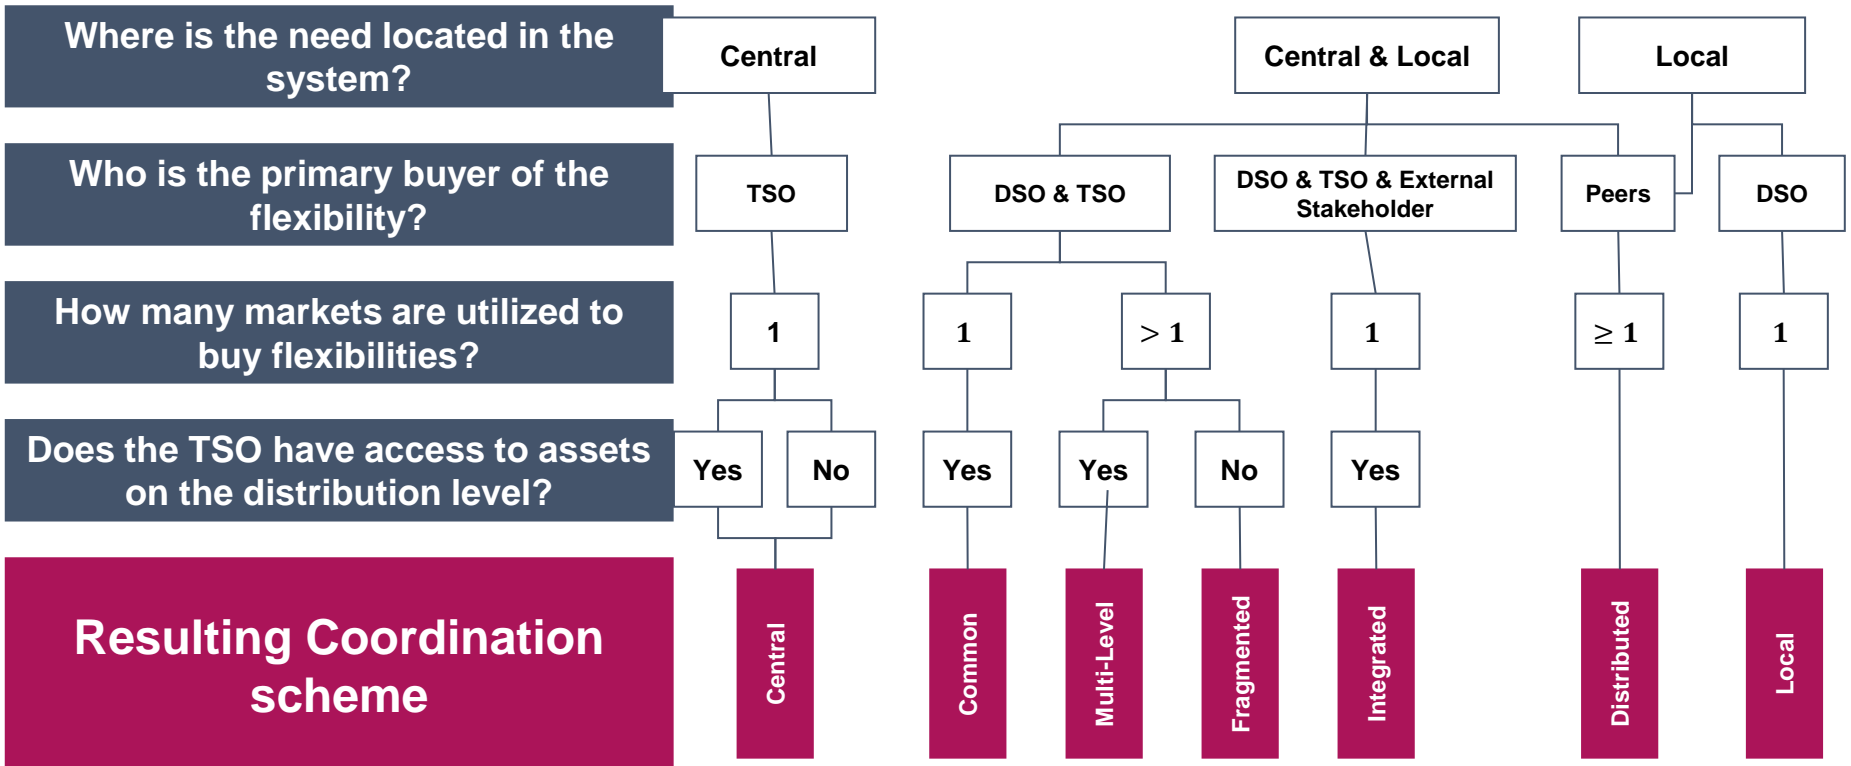 Where is the need located in the
system?
Central
Central & Local
Local
Who is the primary buyer of the
flexibility?
TSO
DSO & TSO
DSO & TSO & External
Stakeholder
Peers
DSO
How many markets are utilized to
buy flexibilities?
1
1
> 1
1
≥ 1
1
Does the TSO have access to assets
on the distribution level?
Yes
No
Yes
Yes
No
Yes
Resulting Coordination
scheme
Central
Common
Multi-Level
Fragmented
Integrated
Distributed
Local